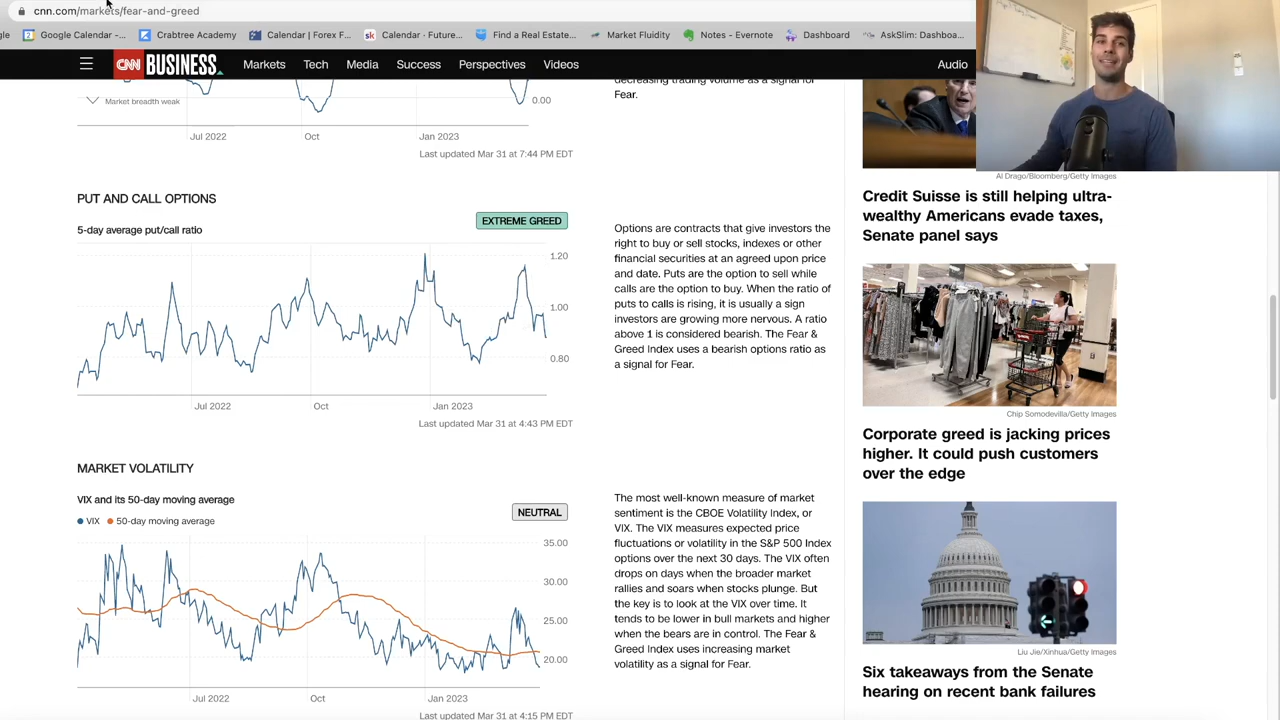 cnn.com/markets/fear-and-greed
gle
Google Calendar -...
Crabtree Academy
Calendar | Forex F...
Calendar · Future...
Find a Real Estate...
Market Fluidity
Notes - Evernote
Dashboard
AskSlim: Dashboa...
CNN BUSINESS
Markets
Tech
Media
Success
Perspectives
Videos
Audio
Market breadth weak
0.00
Jul 2022
Oct
Jan 2023
Last updated Mar 31 at 7:44 PM EDT
decreasing trading volume as a signal for
Fear.
PUT AND CALL OPTIONS
EXTREME GREED
5-day average put/call ratio
1.20
1.00
0.80
Jul 2022
Oct
Jan 2023
Last updated Mar 31 at 4:43 PM EDT
Options are contracts that give investors the
right to buy or sell stocks, indexes or other
financial securities at an agreed upon price
and date. Puts are the option to sell while
calls are the option to buy. When the ratio of
puts to calls is rising, it is usually a sign
investors are growing more nervous. A ratio
above 1 is considered bearish. The Fear &
Greed Index uses a bearish options ratio as
a signal for Fear.
MARKET VOLATILITY
VIX and its 50-day moving average
NEUTRAL
VIX
50-day moving average
35.00
30.00
25.00
20.00
Jul 2022
Oct
Jan 2023
Last updated Mar 31 at 4:15 PM EDT
The most well-known measure of market
sentiment is the CBOE Volatility Index, or
VIX. The VIX measures expected price
fluctuations or volatility in the S&P 500 Index
options over the next 30 days. The VIX often
drops on days when the broader market
rallies and soars when stocks plunge. But
the key is to look at the VIX over time. It
tends to be lower in bull markets and higher
when the bears are in control. The Fear &
Greed Index uses increasing market
volatility as a signal for Fear.
Al Drago/Bloomberg/Getty Images
Credit Suisse is still helping ultra-
wealthy Americans evade taxes,
Senate panel says
Chip Somodevilla/Getty Images
Corporate greed is jacking prices
higher. It could push customers
over the edge
Liu Jie/Xinhua/Getty Images
Six takeaways from the Senate
hearing on recent bank failures